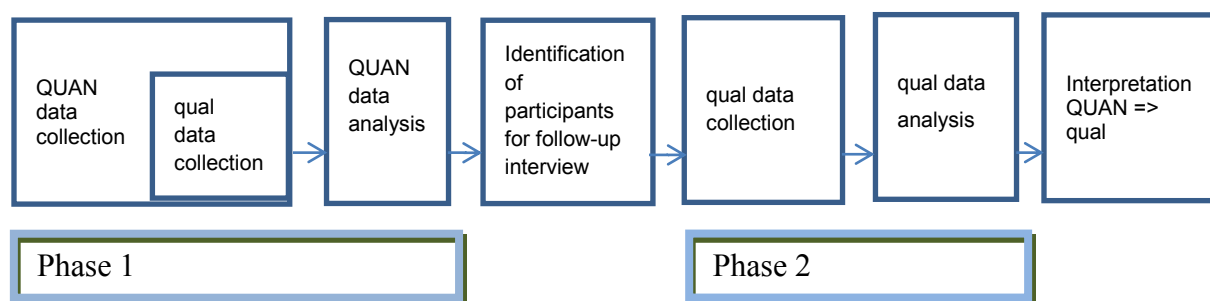 QUAN
data
collection
qual
data
collection
QUAN
data
analysis
Identification
of
participants
for follow-up
interview
qual data
collection
qual data
analysis
Interpretation
QUAN =>
qual
Phase 1
Phase 2